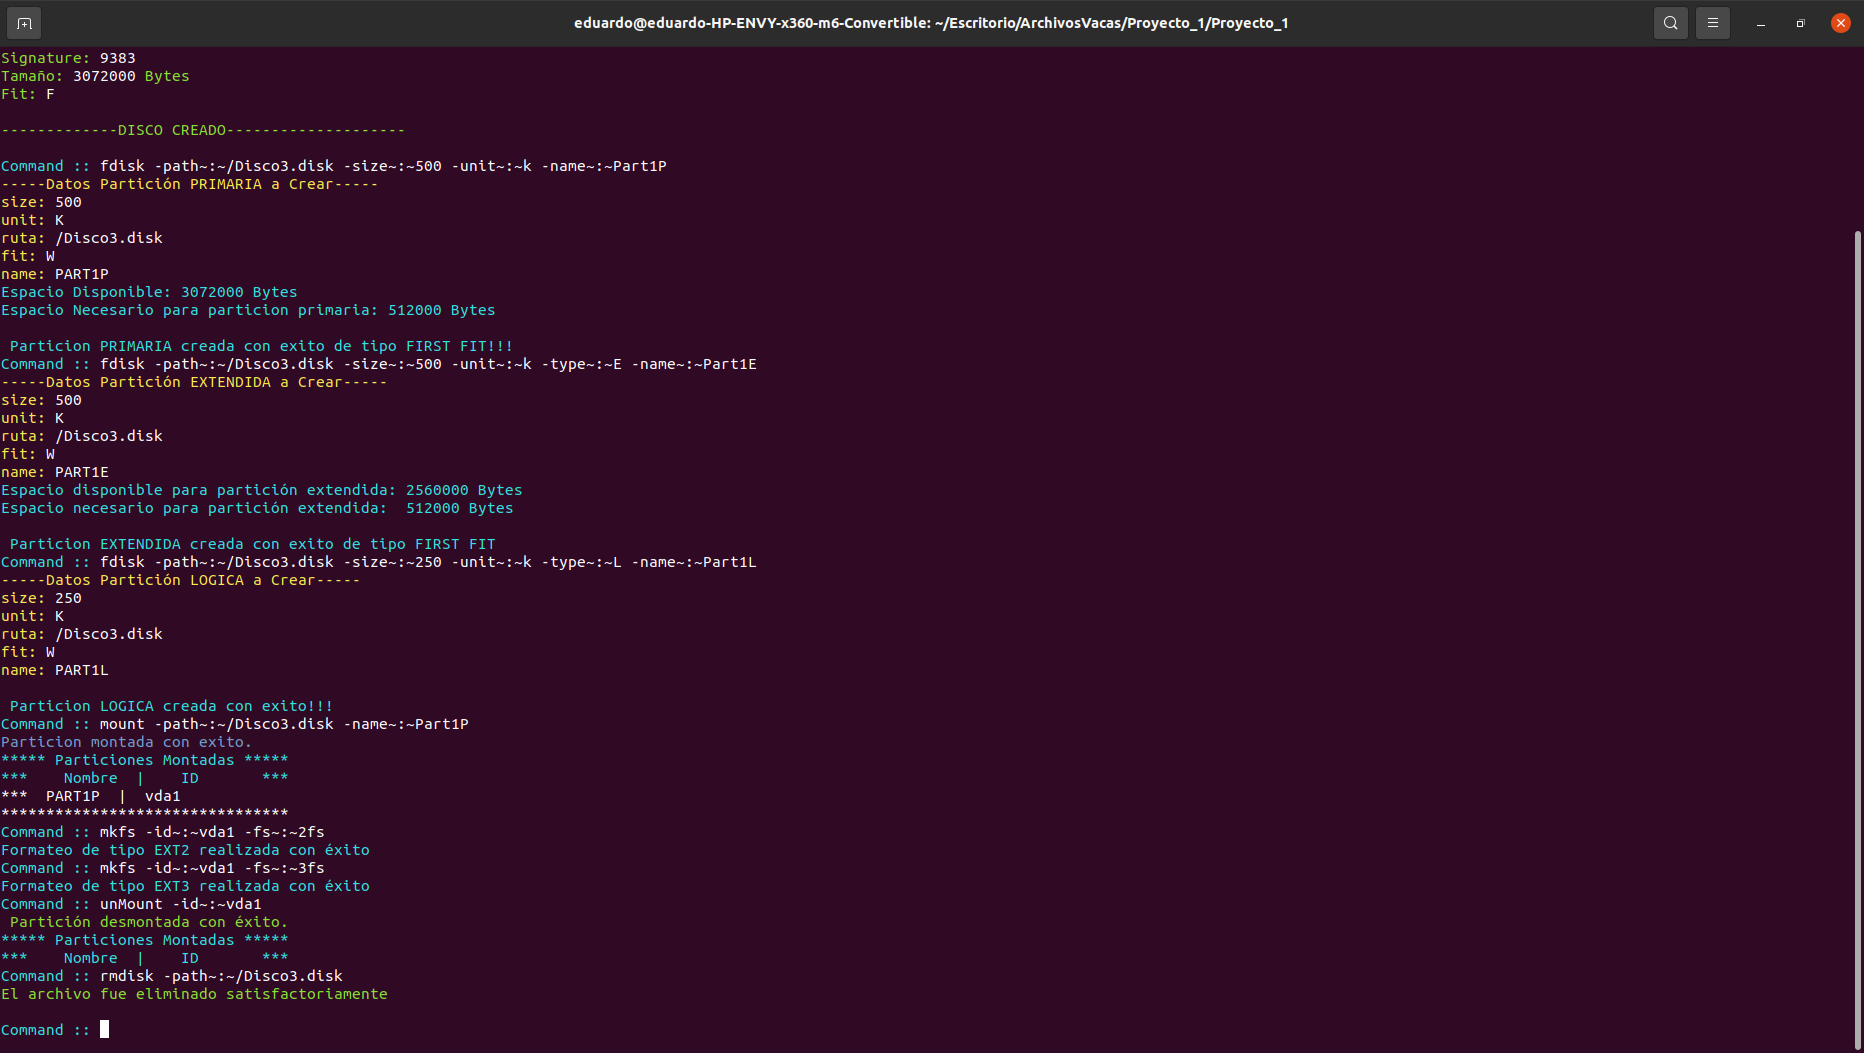 eduardo@eduardo-HP-ENVY-x360-m6-Convertible: ~/Escritorio/ArchivosVacas/Proyecto_1/Proyecto_1
Signature: 9383
Tamaño: 3072000 Bytes
Fit: F
-------------DISCO CREADO--------------------
Command :: fdisk -path~:~/Disco3.disk -size~:~500 -unit~:~k -name~:~Part1P
-----Datos Partición PRIMARIA a Crear-----
size: 500
unit: K
ruta: /Disco3.disk
fit: W
name: PART1P
Espacio Disponible: 3072000 Bytes
Espacio Necesario para particion primaria: 512000 Bytes
Particion PRIMARIA creada con exito de tipo FIRST FIT!!!
Command :: fdisk -path~:~/Disco3.disk -size~:~500 -unit~:~k -type~:~E -name~:~Part1E
-----Datos Partición EXTENDIDA a Crear-----
size: 500
unit: K
ruta: /Disco3.disk
fit: W
name: PART1E
Espacio disponible para partición extendida: 2560000 Bytes
Espacio necesario para partición extendida:  512000 Bytes
Particion EXTENDIDA creada con exito de tipo FIRST FIT
Command :: fdisk -path~:~/Disco3.disk -size~:~250 -unit~:~k -type~:~L -name~:~Part1L
-----Datos Partición LOGICA a Crear-----
size: 250
unit: K
ruta: /Disco3.disk
fit: W
name: PART1L
Particion LOGICA creada con exito!!!
Command :: mount -path~:~/Disco3.disk -name~:~Part1P
Particion montada con exito.
***** Particiones Montadas *****
***    Nombre  |    ID       ***
***  PART1P  |  vda1
********************************
Command :: mkfs -id~:~vda1 -fs~:~2fs
Formateo de tipo EXT2 realizada con éxito
Command :: mkfs -id~:~vda1 -fs~:~3fs
Formateo de tipo EXT3 realizada con éxito
Command :: unMount -id~:~vda1
Partición desmontada con éxito.
***** Particiones Montadas *****
***    Nombre  |    ID       ***
Command :: rmdisk -path~:~/Disco3.disk
El archivo fue eliminado satisfactoriamente
Command ::